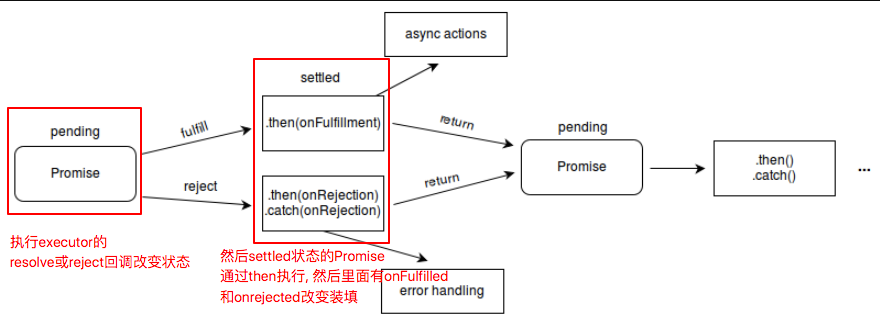 async actions
settled
pending
fulfill
.then(onFulfillment)
return
pending
Promise
reject
.then(onRejection)
.catch(onRejection)
return
Promise
.then()
.catch()
...
执行executor的
resolve或reject回调改变状态
然后settled状态的Promise
通过then执行, 然后里面有onFulfilled
和onrejected改变装填
error handling